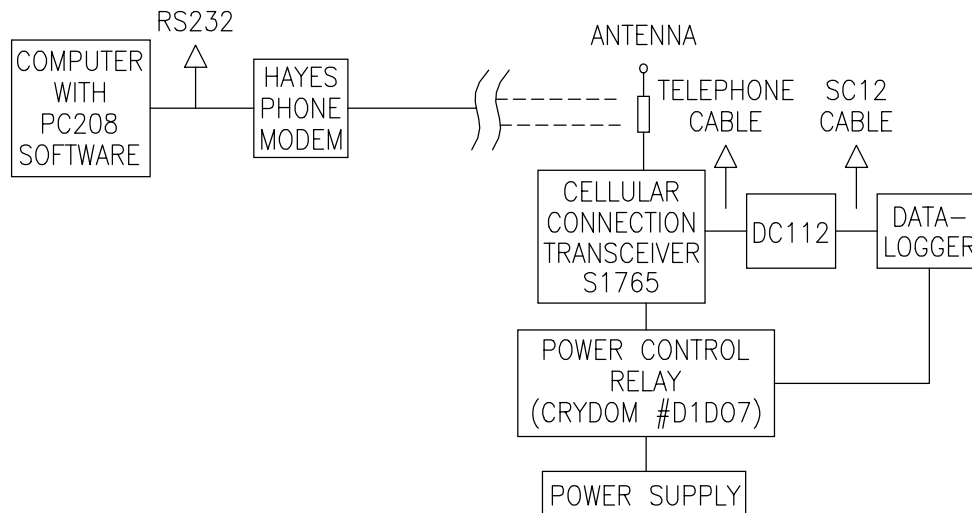 RS232
COMPUTER
WITH
PC208
SOFTWARE
HAYES
PHONE
MODEM
ANTENNA
TELEPHONE
CABLE
SC12
CABLE
CELLULAR
CONNECTION
TRANSCEIVER
S1765
DC112
DATA-
LOGGER
POWER CONTROL
RELAY
(CRYDOM #D1D07)
POWER SUPPLY